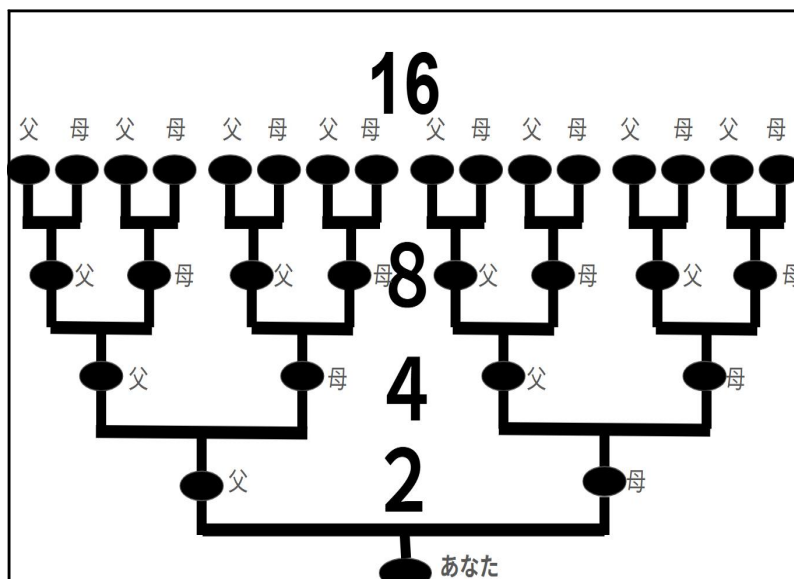 16
父 母 父 母 父 母 父 母 父 母 父 母 父 母 父 母
父 母 父 母 8 父 母 父 母
父 母 4 父 母
父 2 母
あなた